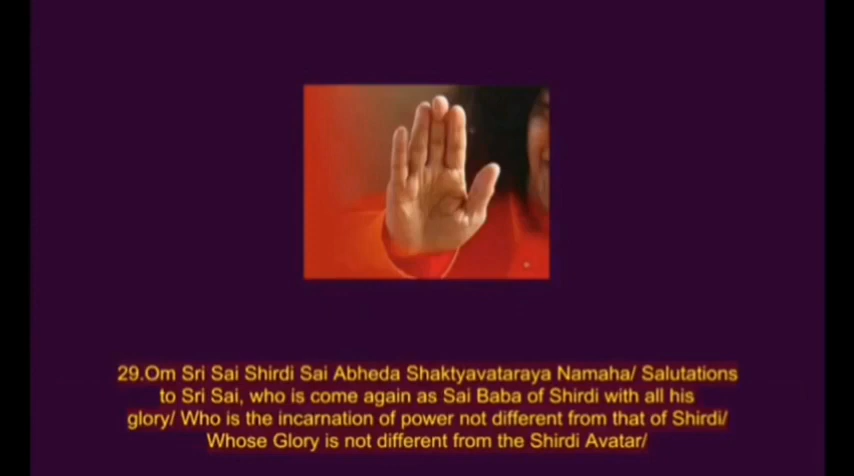 29.Om Sri Sai Shirdi Sai Abheda Shaktyavataraya Namaha/ Salutations
to Sri Sai, who is come again as Sai Baba of Shirdi with all his
glory/ Who is the incarnation of power not different from that of Shirdi/
Whose Glory is not different from the Shirdi Avatar/